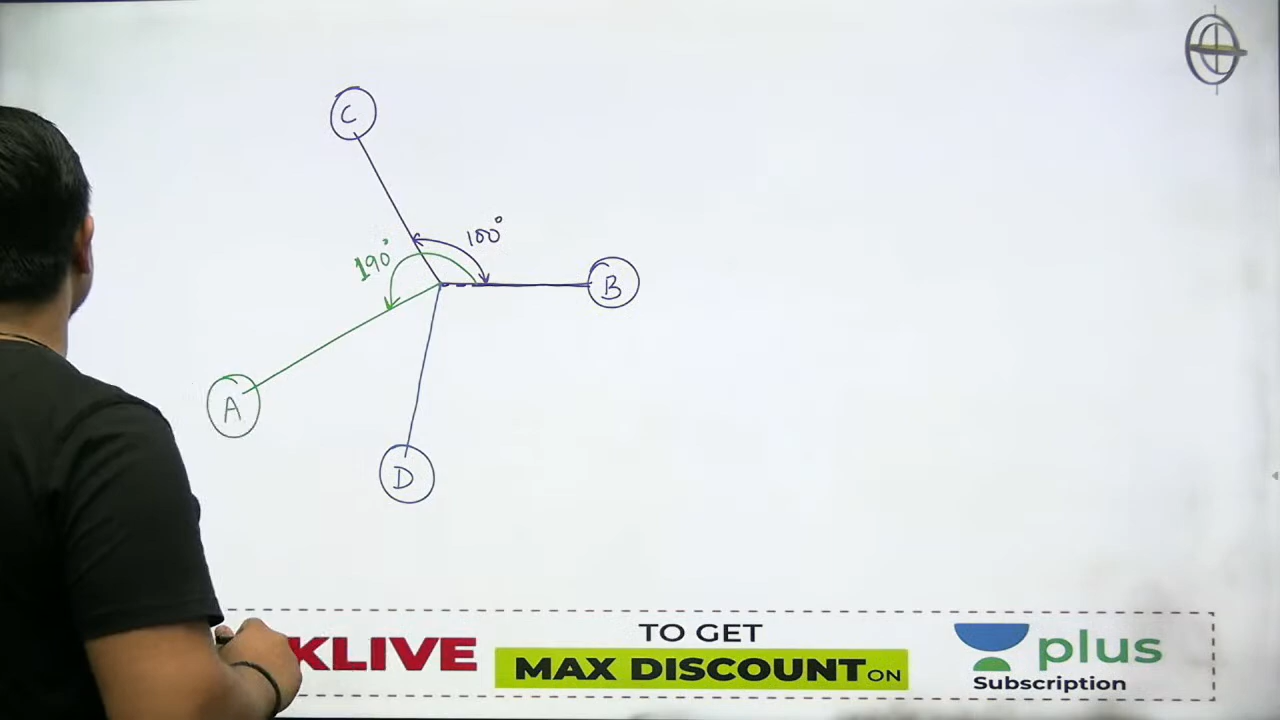 C
100°
190°
B
A
D
KLIVE
TO GET
MAX DISCOUNT ON
plus
Subscription